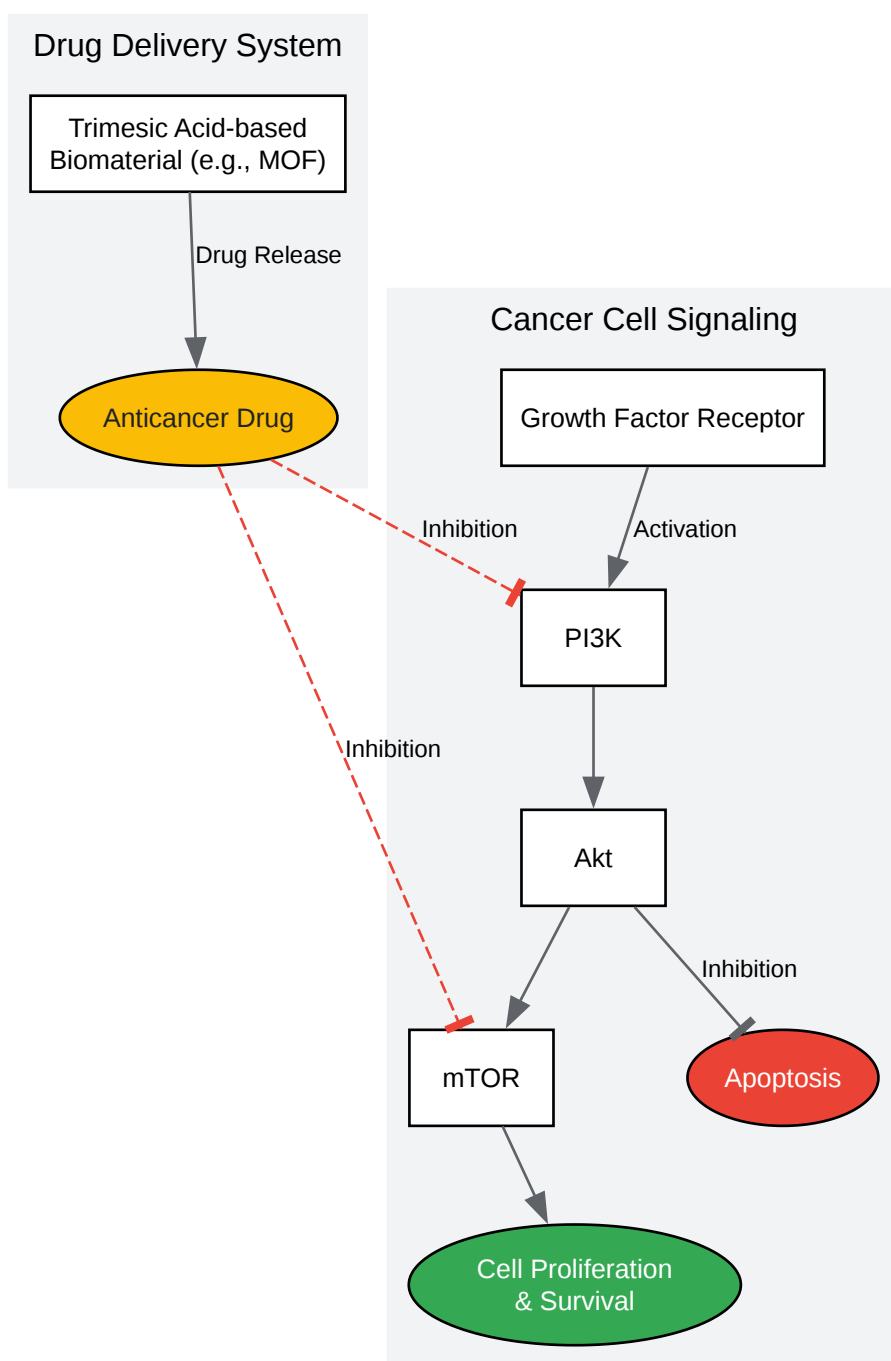 Drug Delivery System
Trimesic Acid-based
Biomaterial (e.g., MOF)
Drug Release
Anticancer Drug
Cancer Cell Signaling
Growth Factor Receptor
Inhibition
Activation
PI3K
Inhibition
Akt
Inhibition
mTOR
Apoptosis
Cell Proliferation
& Survival